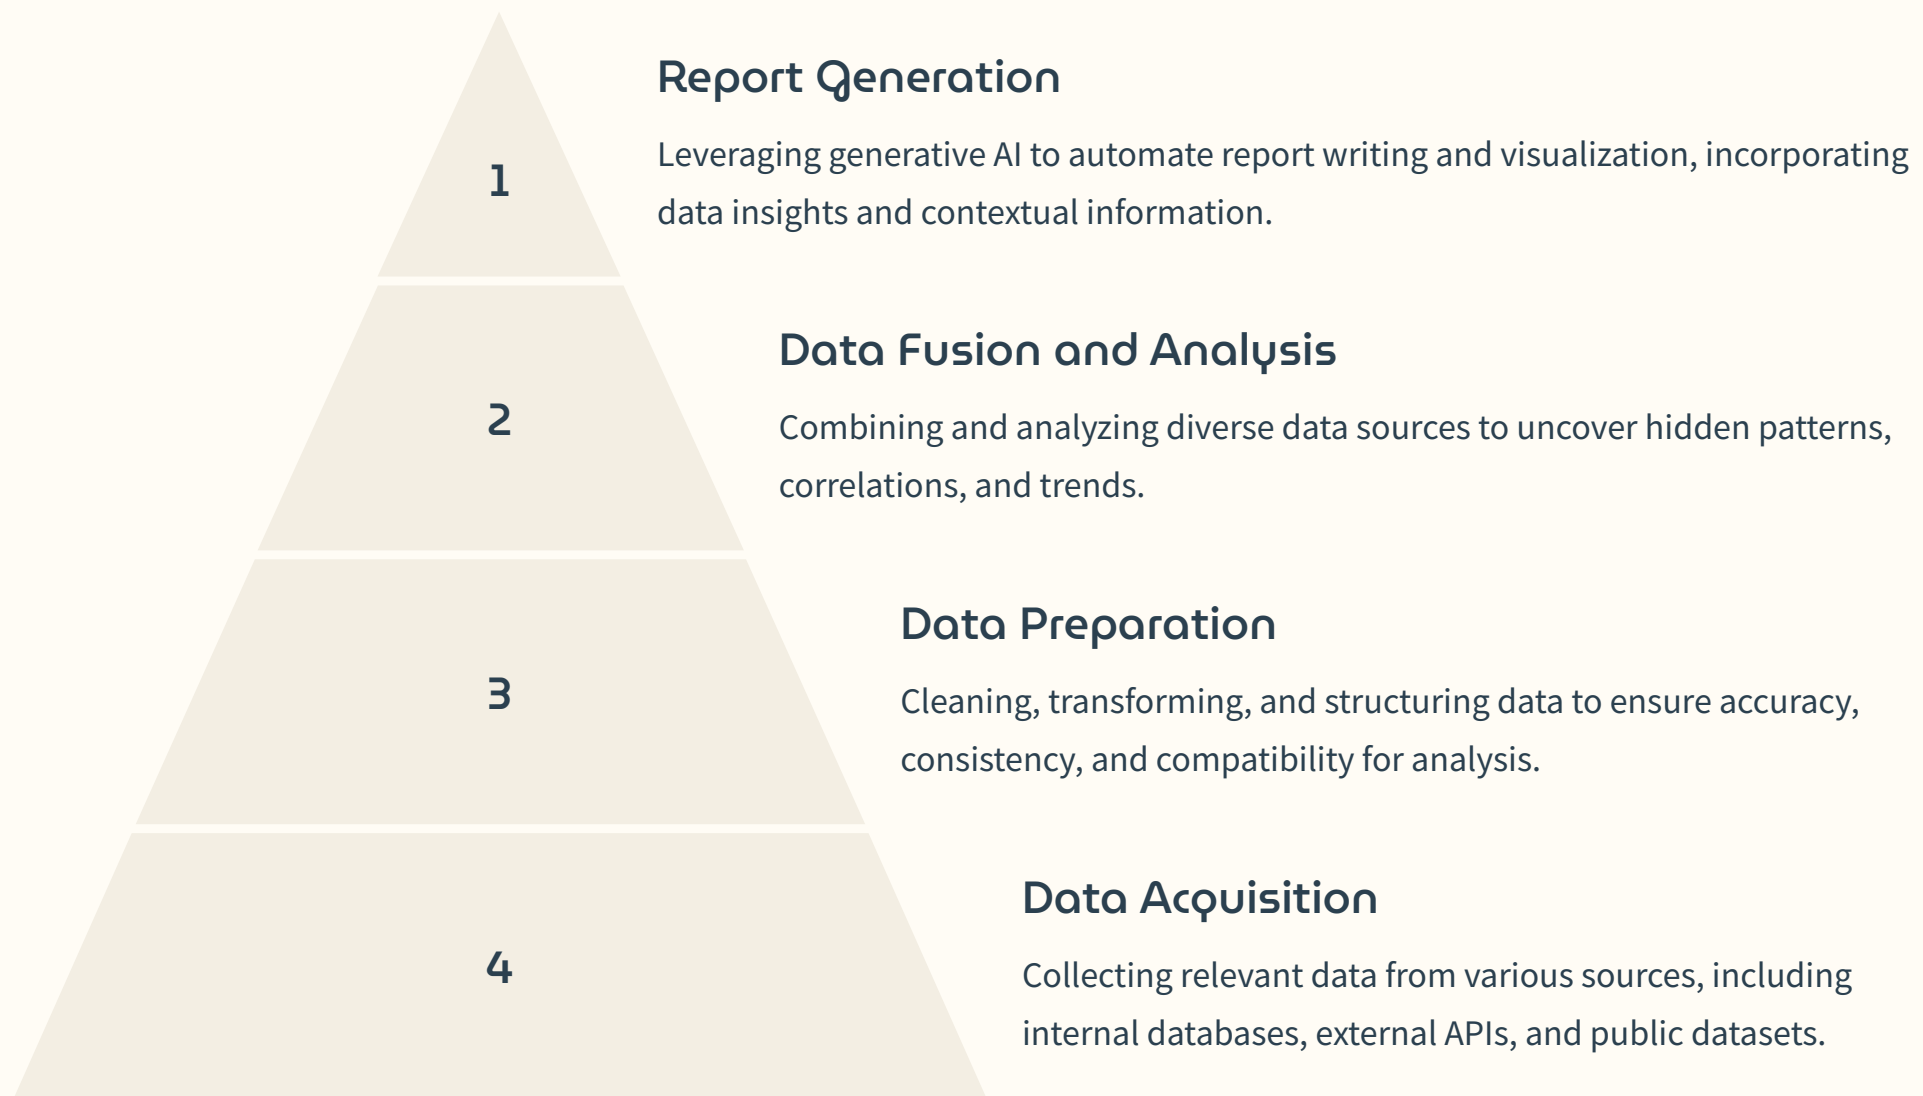 1
Report Generation
Leveraging generative AI to automate report writing and visualization, incorporating
data insights and contextual information.
2
Data Fusion and Analysis
Combining and analyzing diverse data sources to uncover hidden patterns,
correlations, and trends.
3
Data Preparation
Cleaning, transforming, and structuring data to ensure accuracy,
consistency, and compatibility for analysis.
4
Data Acquisition
Collecting relevant data from various sources, including
internal databases, external APIs, and public datasets.